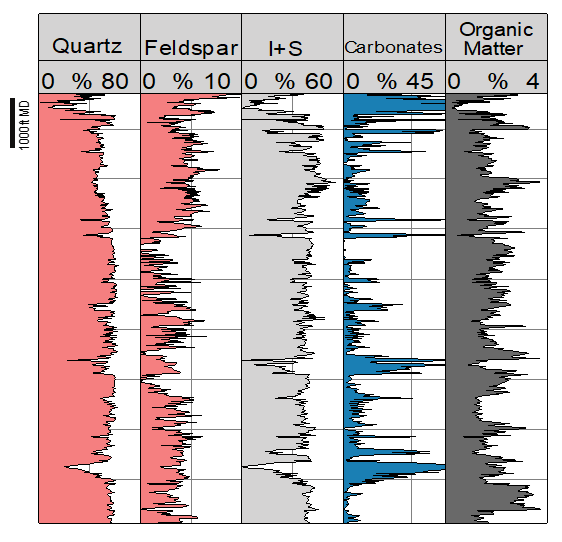 Quartz
Feldspar
I+S
Carbonates
Organic
Matter
0 % 80
0 % 10
0 % 60
0 % 45
0 % 4
1000ft MD